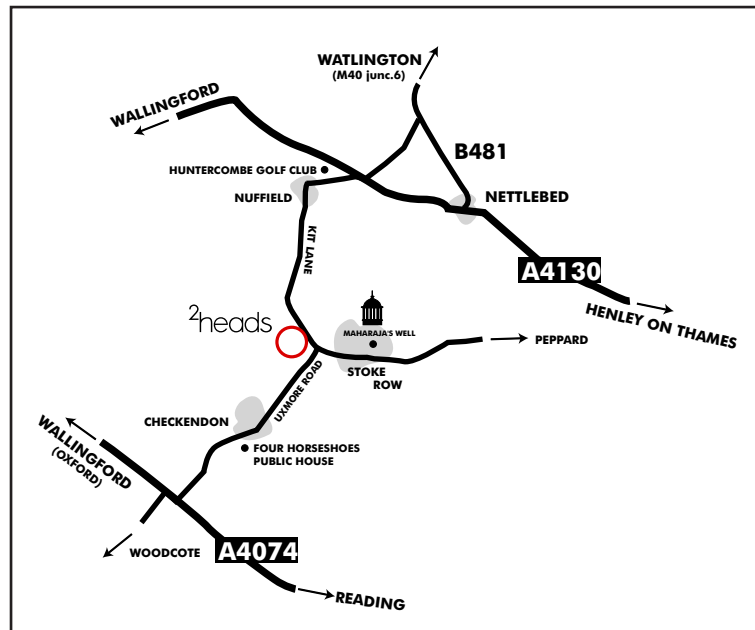 WATLINGTON
(M40 junc.6)
WALLINGFORD
B481
HUNTERCOMBE GOLF CLUB
NUFFIELD
NETTLEBED
KIT LANE
A4130
HENLEY ON THAMES
2heads
MAHARAJA'S WELL
PEPPARD
STOKE
ROW
UXMORE ROAD
CHECKENDON
FOUR HORSESHOES
PUBLIC HOUSE
WALLINGFORD
(OXFORD)
WOODCOTE
A4074
READING